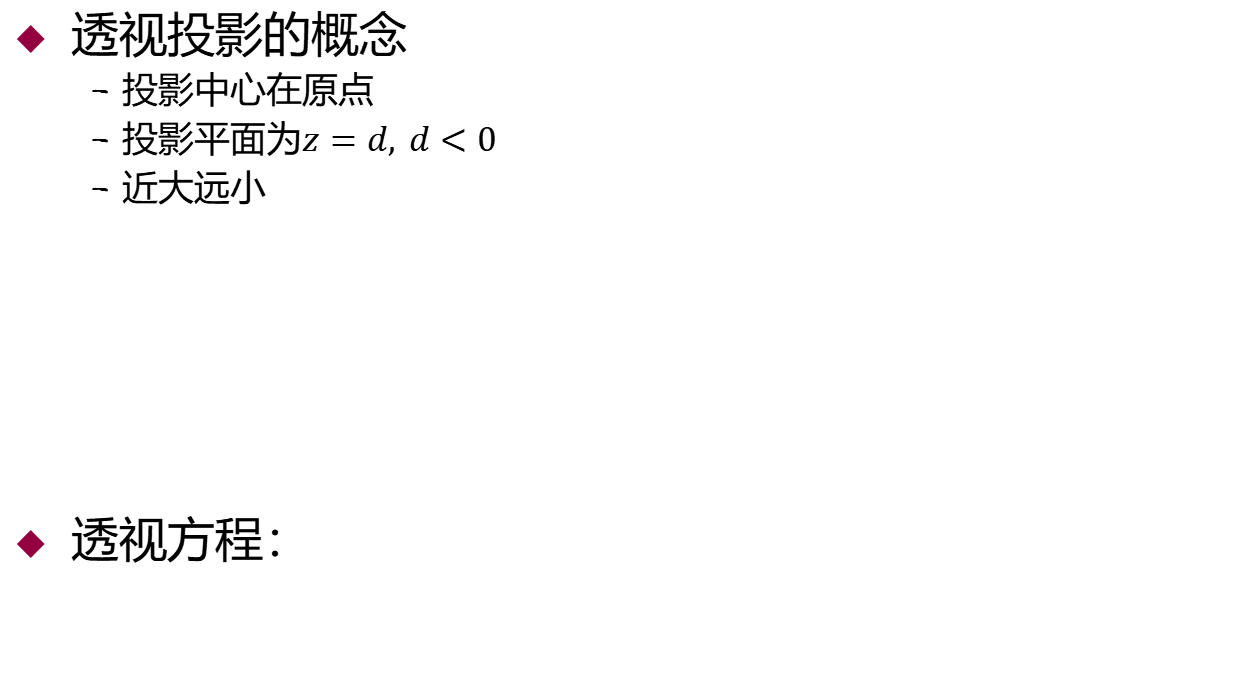 ◆ 透视投影的概念
– 投影中心在原点
– 投影平面为z = d, d < 0
– 近大远小
◆ 透视方程：